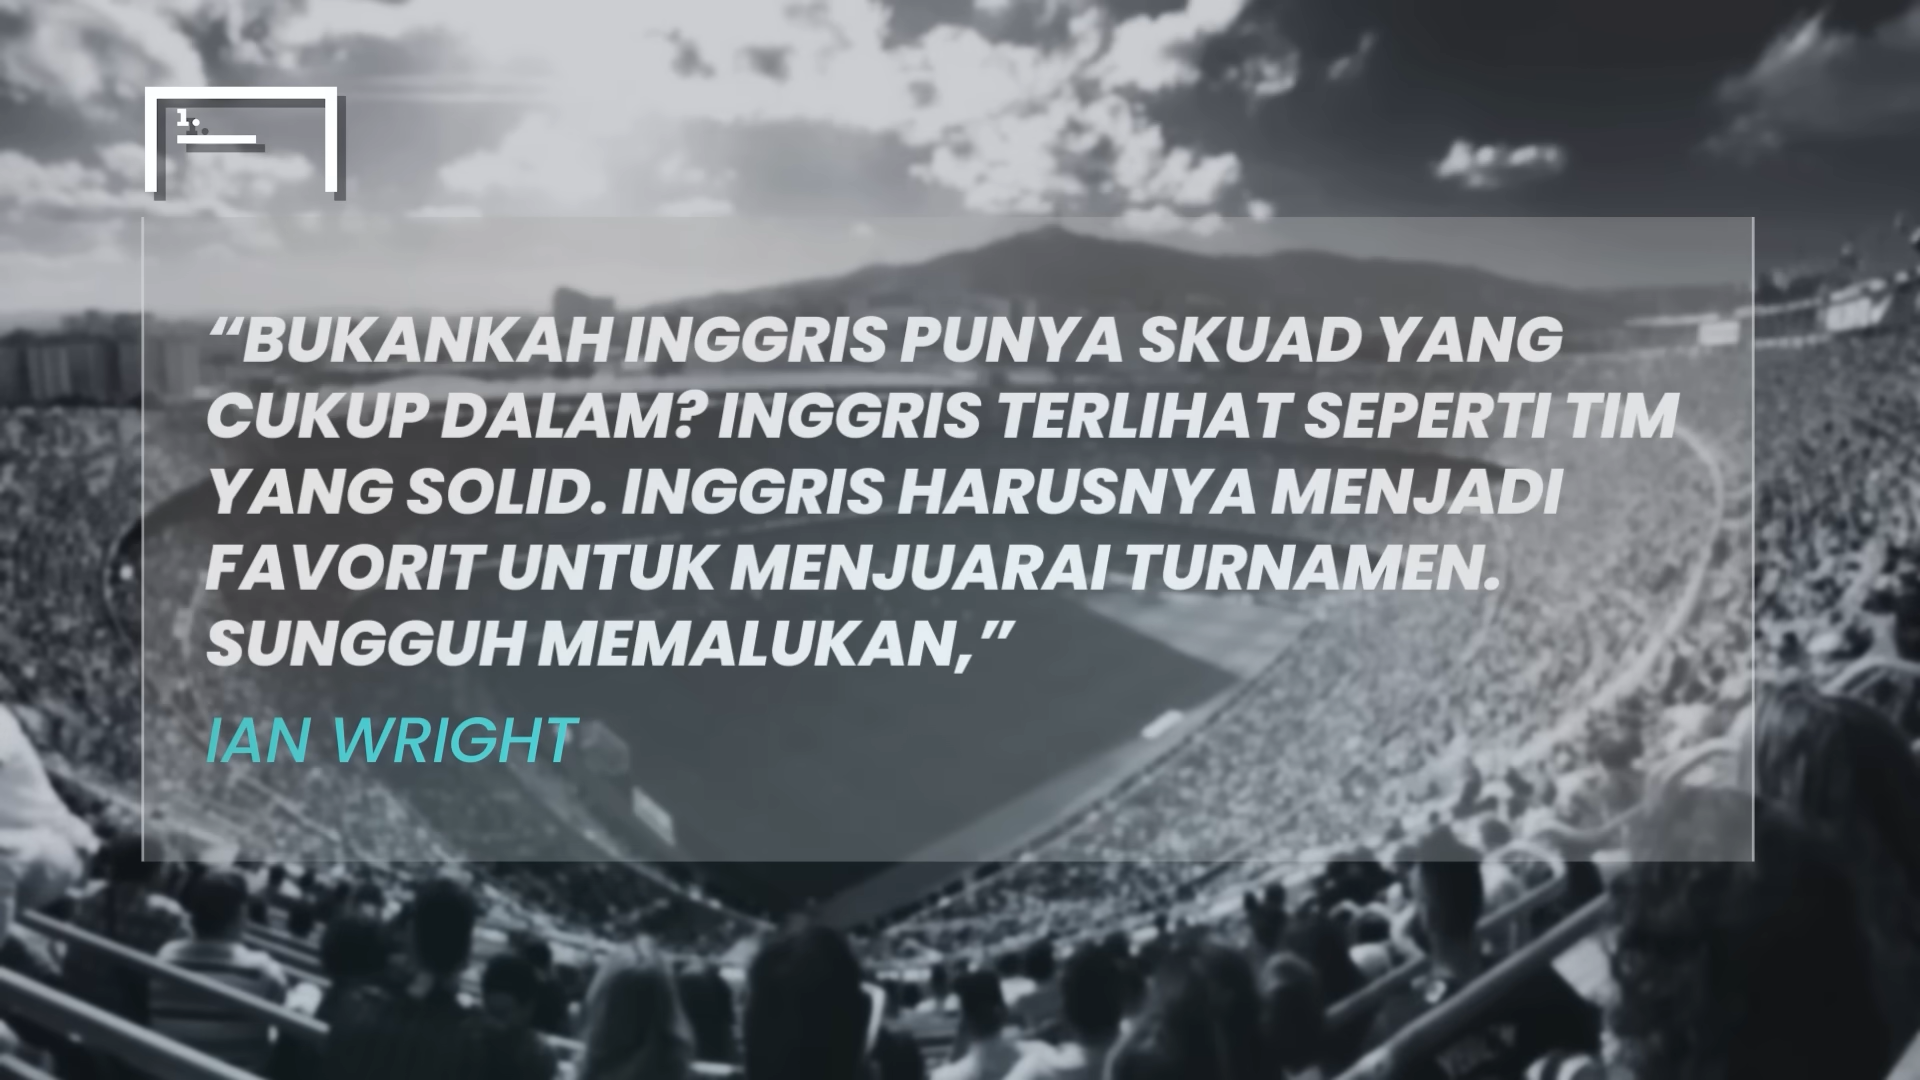 1.
“BUKANKAH INGGRIS PUNYA SKUAD YANG
CUKUP DALAM? INGGRIS TERLIHAT SEPERTI TIM
YANG SOLID. INGGRIS HARUSNYA MENJADI
FAVORIT UNTUK MENJUARAI TURNAMEN.
SUNGGUH MEMALUKAN,”
IAN WRIGHT